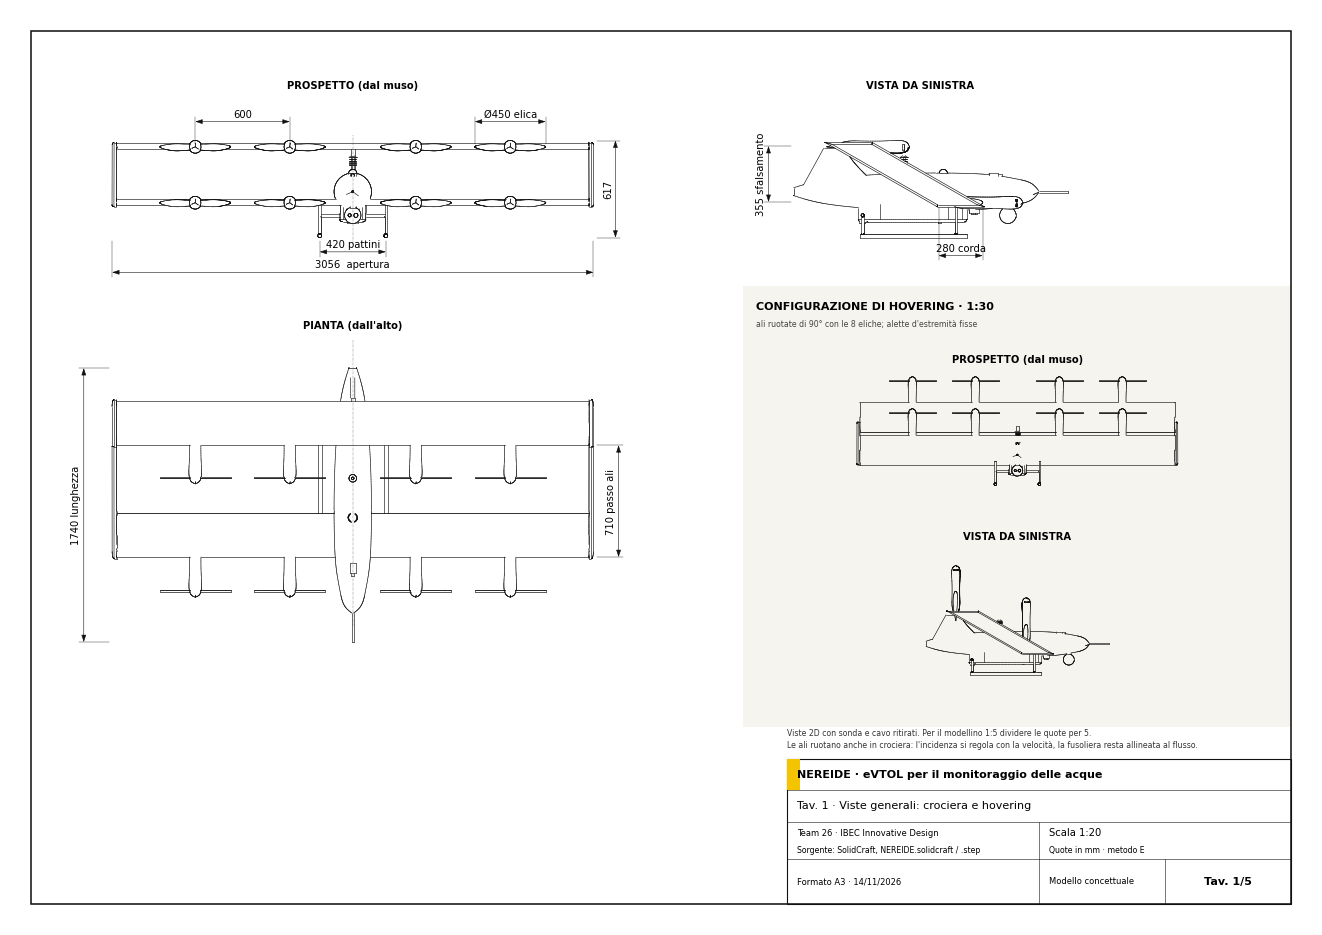 PROSPETTO (dal muso)
600
Ø450 elica
617
420 pattini
3056  apertura
VISTA DA SINISTRA
355 sfalsamento
280 corda
PIANTA (dall'alto)
1740 lunghezza
710 passo ali
CONFIGURAZIONE DI HOVERING · 1:30
ali ruotate di 90° con le 8 eliche; alette d'estremità fisse
PROSPETTO (dal muso)
VISTA DA SINISTRA
Viste 2D con sonda e cavo ritirati. Per il modellino 1:5 dividere le quote per 5.
Le ali ruotano anche in crociera: l'incidenza si regola con la velocità, la fusoliera resta allineata al flusso.
NEREIDE · eVTOL per il monitoraggio delle acque
Tav. 1 · Viste generali: crociera e hovering
Team 26 · IBEC Innovative Design
Sorgente: SolidCraft, NEREIDE.solidcraft / .step
Scala 1:20
Quote in mm · metodo E
Formato A3 · 14/11/2026
Modello concettuale
Tav. 1/5